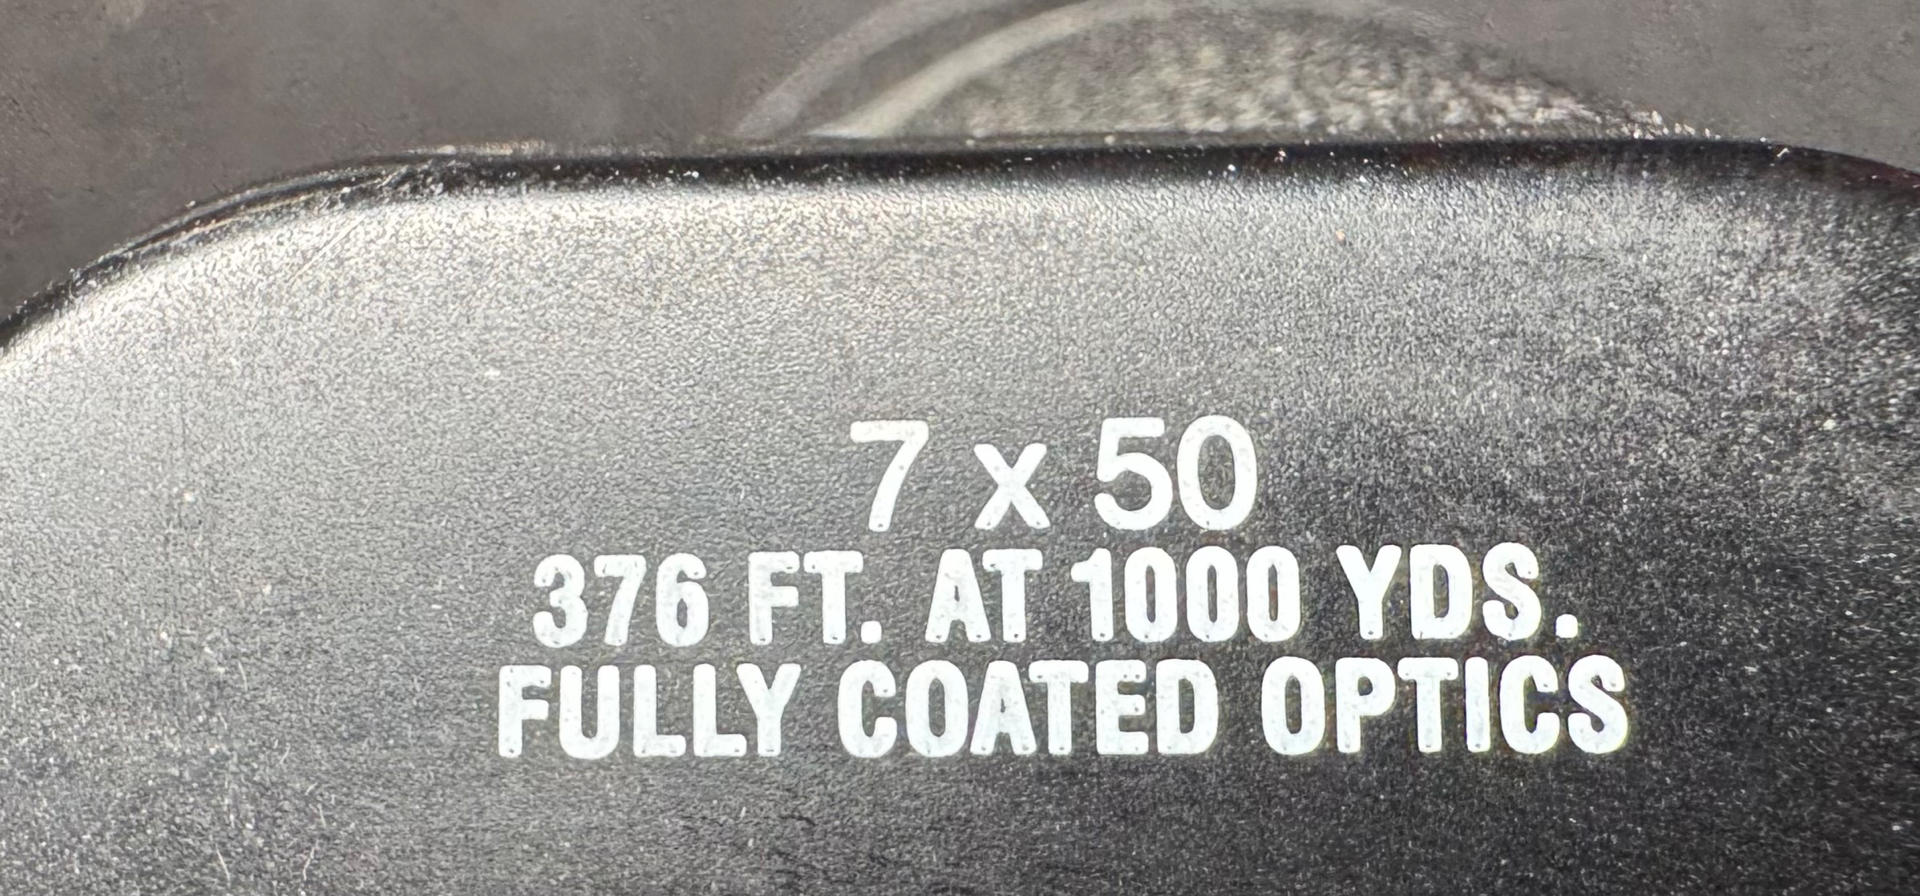 7 x 50
376 FT. AT 1000 YDS.
FULLY COATED OPTICS